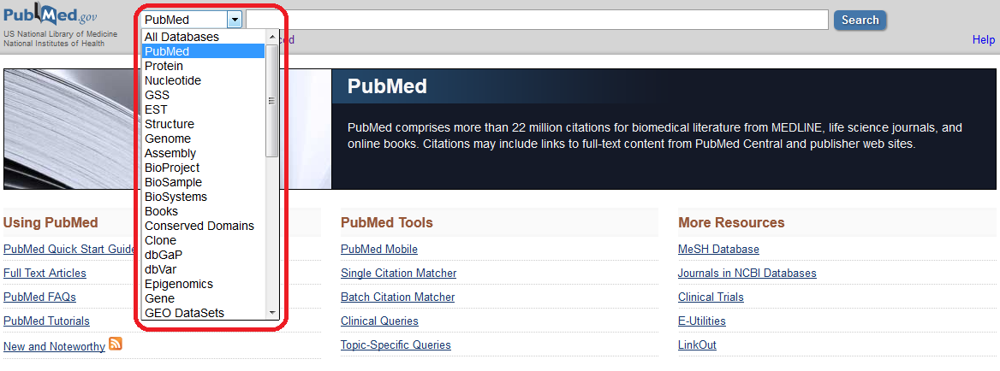 PubMed.gov
US National Library of Medicine
National Institutes of Health
PubMed
Search
Help
All Databases
PubMed
Protein
Nucleotide
GSS
EST
Structure
Genome
Assembly
BioProject
BioSample
BioSystems
Books
Conserved Domains
Clone
dbGaP
dbVar
Epigenomics
Gene
GEO DataSets
PubMed
PubMed comprises more than 22 million citations for biomedical literature from MEDLINE, life science journals, and
online books. Citations may include links to full-text content from PubMed Central and publisher web sites.
Using PubMed
PubMed Quick Start Guide
Full Text Articles
PubMed FAQs
PubMed Tutorials
New and Noteworthy
PubMed Tools
PubMed Mobile
Single Citation Matcher
Batch Citation Matcher
Clinical Queries
Topic-Specific Queries
More Resources
MeSH Database
Journals in NCBI Databases
Clinical Trials
E-Utilities
LinkOut